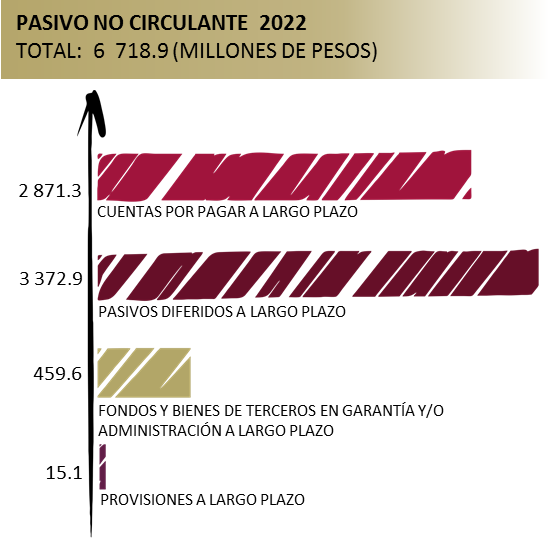 PASIVO NO CIRCULANTE 2022
TOTAL: 6 718.9 (MILLONES DE PESOS)
2 871.3
CUENTAS POR PAGAR A LARGO PLAZO
3 372.9
PASIVOS DIFERIDOS A LARGO PLAZO
459.6
FONDOS Y BIENES DE TERCEROS EN GARANTÍA Y/O
ADMINISTRACIÓN A LARGO PLAZO
15.1
PROVISIONES A LARGO PLAZO